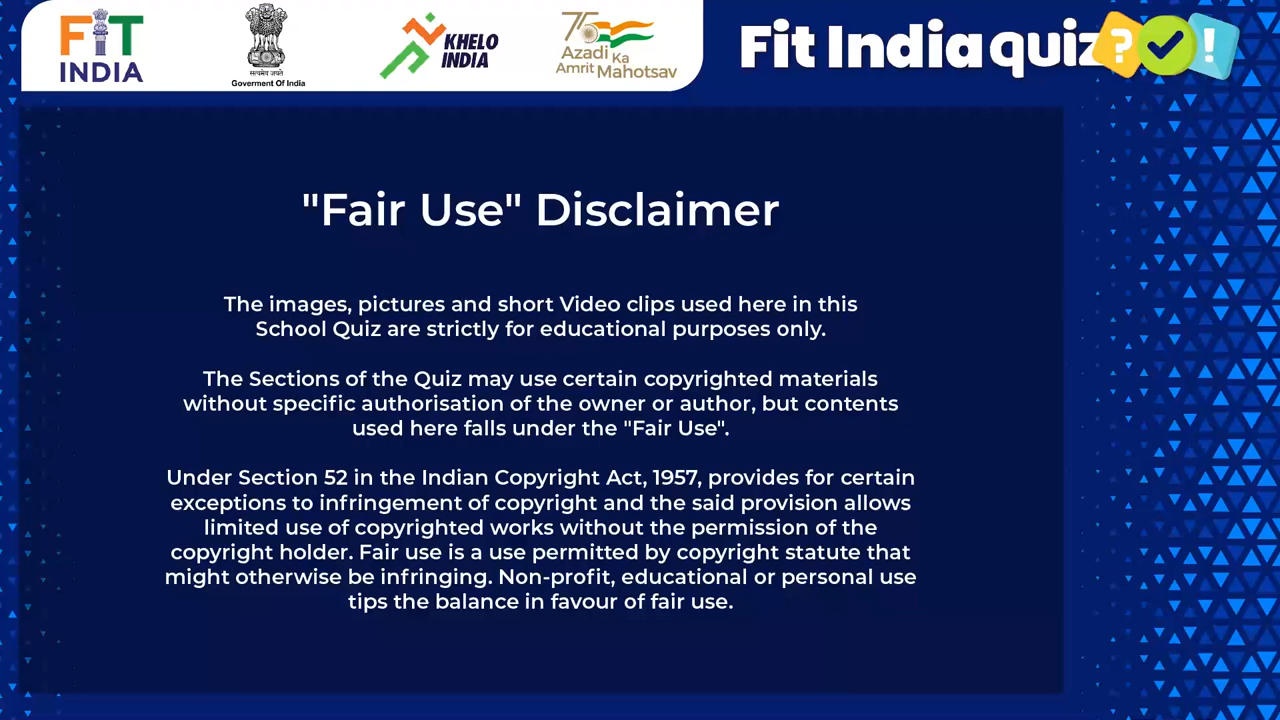 FIT
INDIA
सत्यमेव जयते
Goverment Of India
KHELO
INDIA
75
Azadi Ka
Amrit Mahotsav
Fit India quiz ? !
"Fair Use" Disclaimer
The images, pictures and short Video clips used here in this
School Quiz are strictly for educational purposes only.
The Sections of the Quiz may use certain copyrighted materials
without specific authorisation of the owner or author, but contents
used here falls under the "Fair Use".
Under Section 52 in the Indian Copyright Act, 1957, provides for certain
exceptions to infringement of copyright and the said provision allows
limited use of copyrighted works without the permission of the
copyright holder. Fair use is a use permitted by copyright statute that
might otherwise be infringing. Non-profit, educational or personal use
tips the balance in favour of fair use.